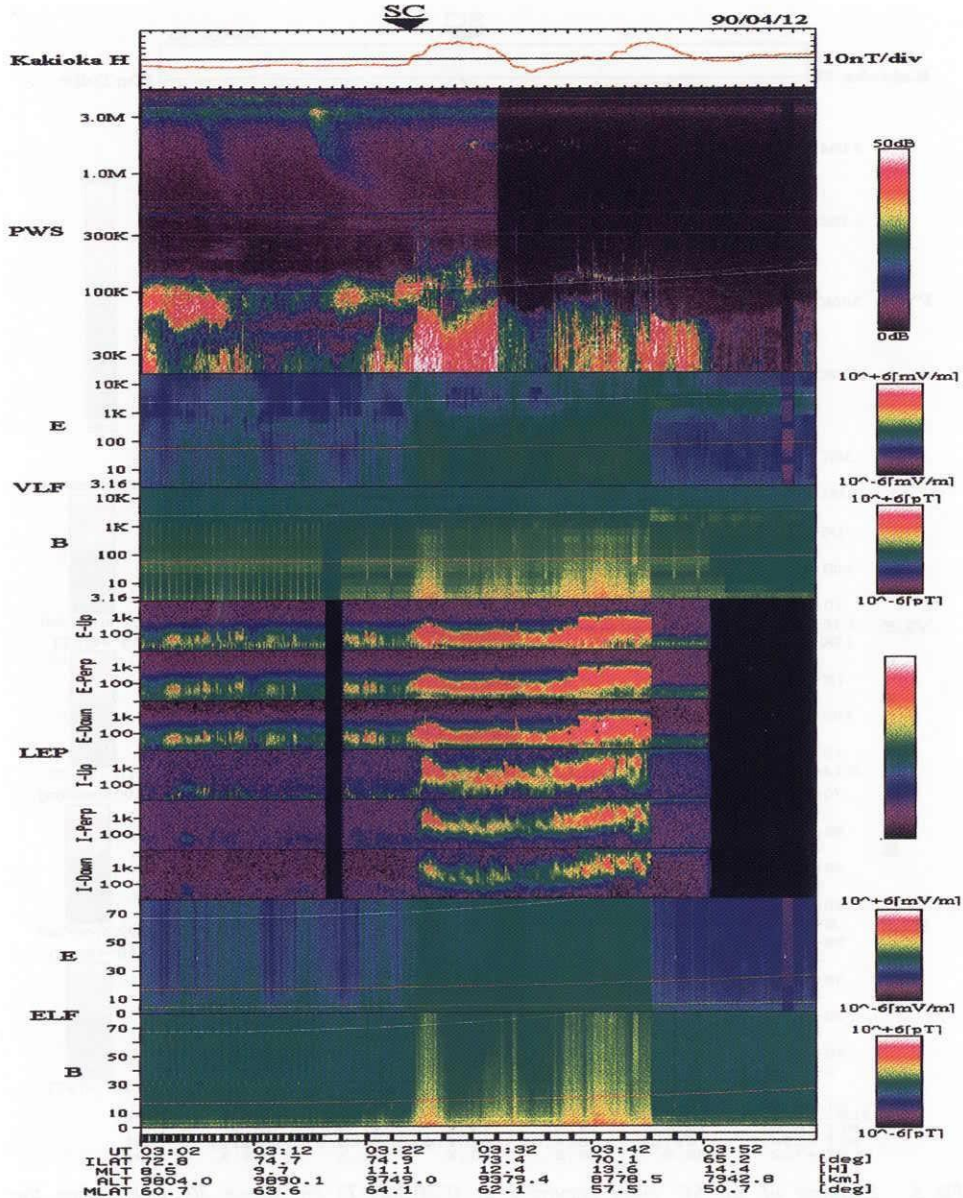 SC
90/04/12
Kakioka H
10nT/div
3.0M
1.0M
PWS
300K
100K
30K
50dB
0dB
10K
1K
E
100
10
3.16
10^+6[mV/m]
10^-6[mV/m]
VLF
10K
1K
B
100
10
3.16
10^+6[pT]
10^-6[pT]
E-Up
1k
100
E-Perp
1k
100
E-Down
1k
100
LEP
I-Up
1k
100
I-Perp
1k
100
I-Down
1k
100
70
50
E
30
10
0
10^+6[mV/m]
10^-6[mV/m]
ELF
70
50
B
30
10
0
10^+6[pT]
10^-6[pT]
UT 03:02 03:12 03:22 03:32 03:42 03:52
ILAT 72.8 74.7 74.9 73.4 70.1 65.2 [deg]
MLT 8.5 9.7 11.1 12.4 13.6 14.4 [H]
ALT 9804.0 9890.1 9749.0 9379.4 8778.5 7942.8 [km]
MLAT 60.7 63.6 64.1 62.1 57.5 50.7 [deg]